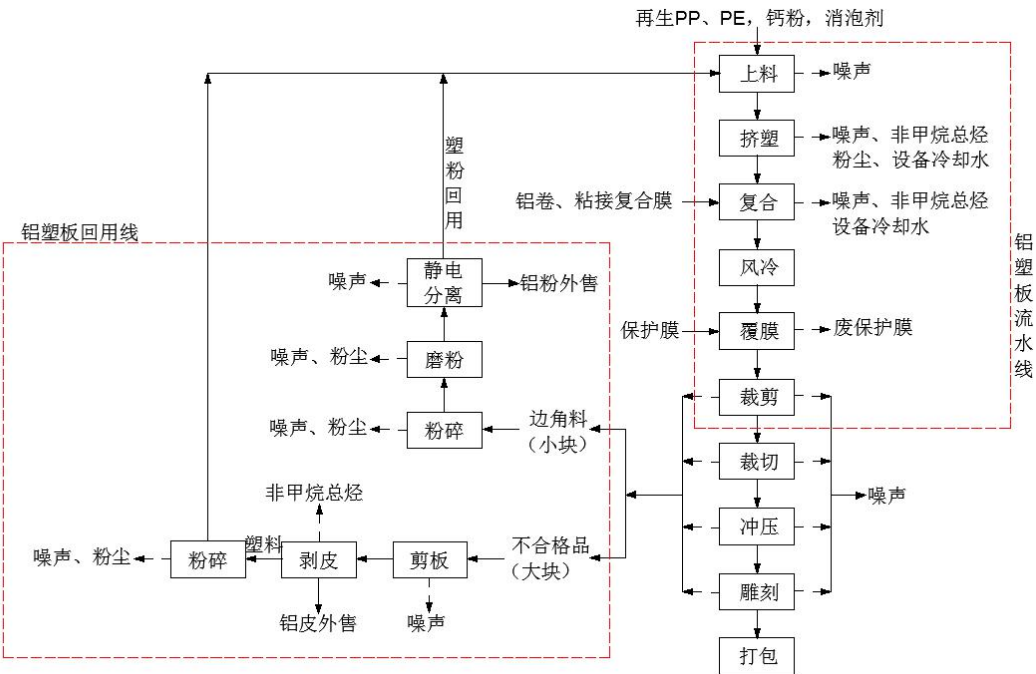 再生PP、PE，钙粉，消泡剂
上料
噪声
挤塑
噪声、非甲烷总烃
粉尘、设备冷却水
铝卷、粘接复合膜
复合
噪声、非甲烷总烃
设备冷却水
风冷
保护膜
覆膜
废保护膜
裁剪
裁切
冲压
噪声
雕刻
打包
铝塑板流水线
铝塑板回用线
塑粉回用
噪声
静电
分离
铝粉外售
噪声、粉尘
磨粉
噪声、粉尘
粉碎
边角料
（小块）
非甲烷总烃
噪声、粉尘
粉碎
塑料
剥皮
剪板
不合格品
（大块）
铝皮外售
噪声